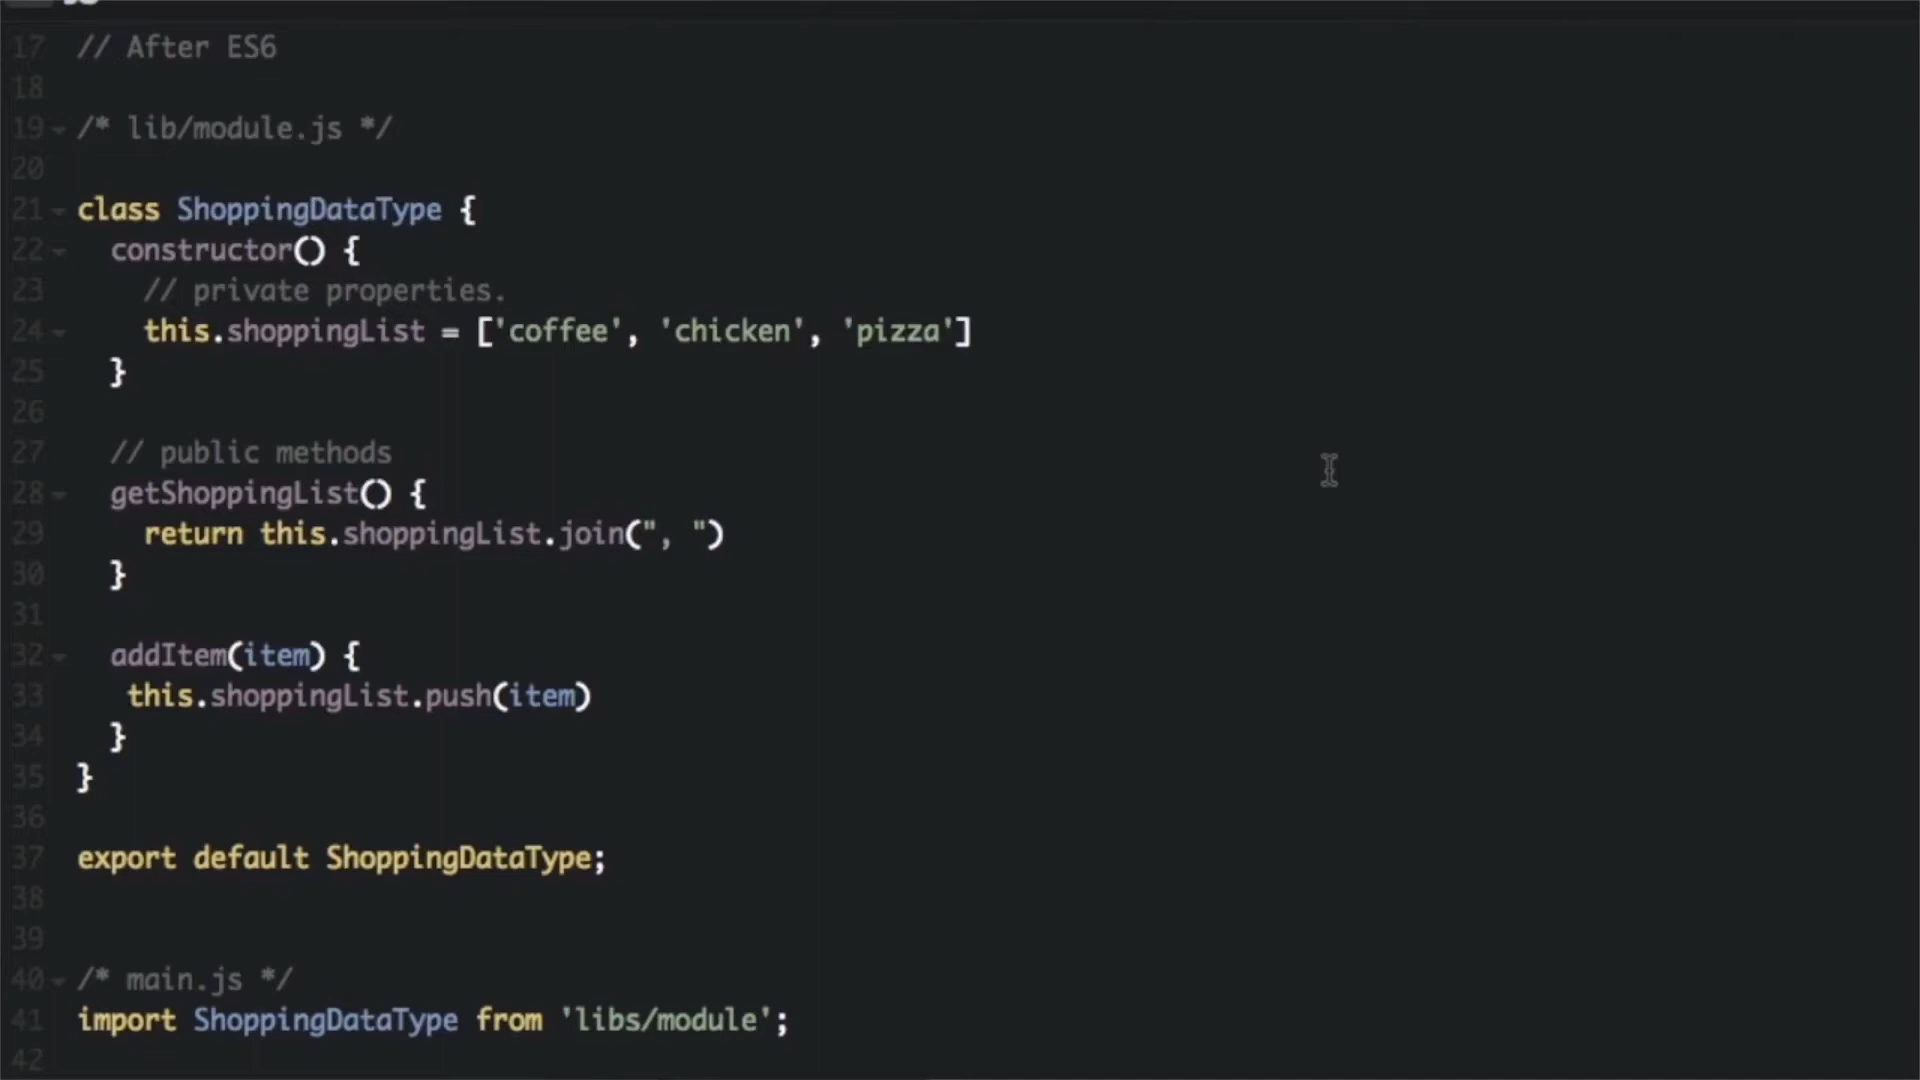 17 // After ES6
18
19 /* lib/module.js */
20
21 class ShoppingDataType {
22 constructor() {
23 // private properties.
24 this.shoppingList = ['coffee', 'chicken', 'pizza']
25 }
26
27 // public methods
28 getShoppingList() {
29 return this.shoppingList.join(", ")
30 }
31
32 addItem(item) {
33 this.shoppingList.push(item)
34 }
35 }
36
37 export default ShoppingDataType;
38
39
40 /* main.js */
41 import ShoppingDataType from 'libs/module';
42